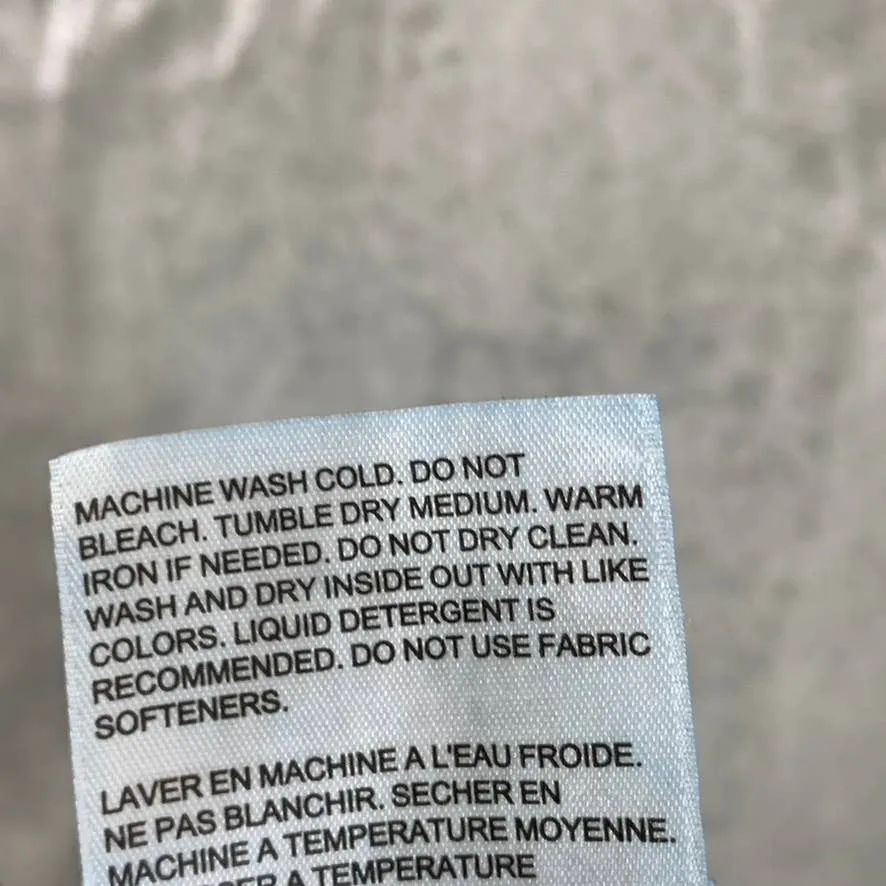 MACHINE WASH COLD. DO NOT
BLEACH. TUMBLE DRY MEDIUM. WARM
IRON IF NEEDED. DO NOT DRY CLEAN.
WASH AND DRY INSIDE OUT WITH LIKE
COLORS. LIQUID DETERGENT IS
RECOMMENDED. DO NOT USE FABRIC
SOFTENERS.
LAVER EN MACHINE A L'EAU FROIDE.
NE PAS BLANCHIR. SECHER EN
MACHINE A TEMPERATURE MOYENNE.
A TEMPERATURE